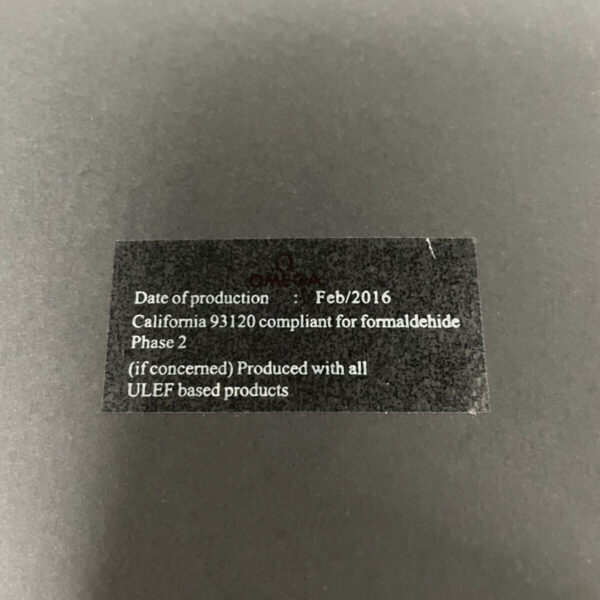 Ω
OMEGA
Date of production : Feb/2016
California 93120 compliant for formaldehide
Phase 2
(if concerned) Produced with all
ULEF based products